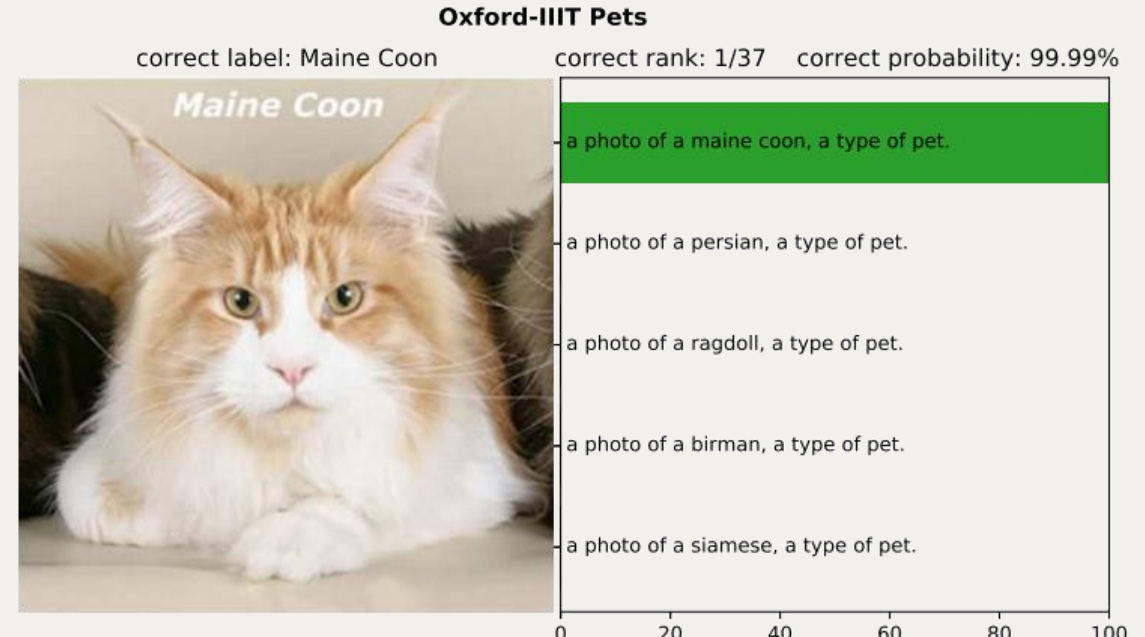 Oxford-IIIT Pets
correct label: Maine Coon
correct rank: 1/37
correct probability: 99.99%
Maine Coon
a photo of a maine coon, a type of pet.
a photo of a persian, a type of pet.
a photo of a ragdoll, a type of pet.
a photo of a birman, a type of pet.
a photo of a siamese, a type of pet.
0 20 40 60 80 100